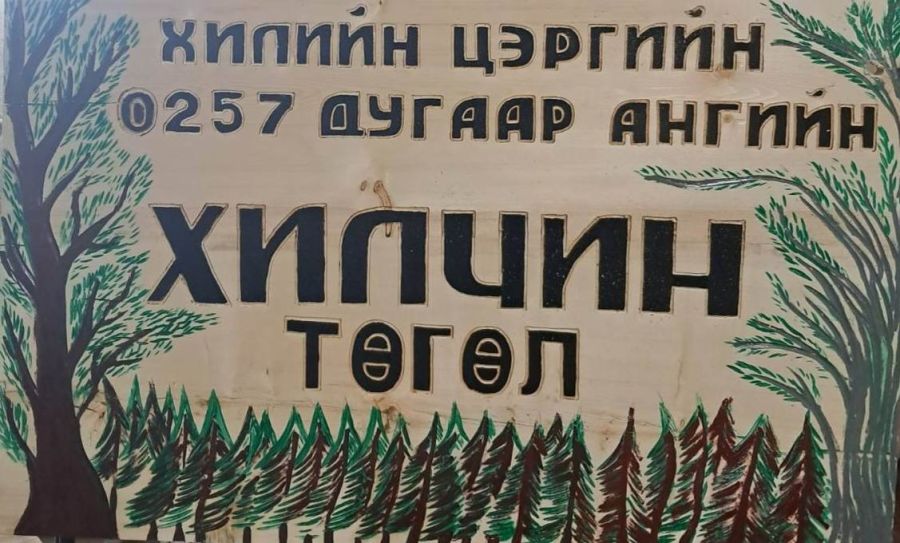 ХИЛИЙН ЦЭРГИЙН
0257 ДУГААР АНГИЙН
ХИЛЧИН
ТӨГӨЛ